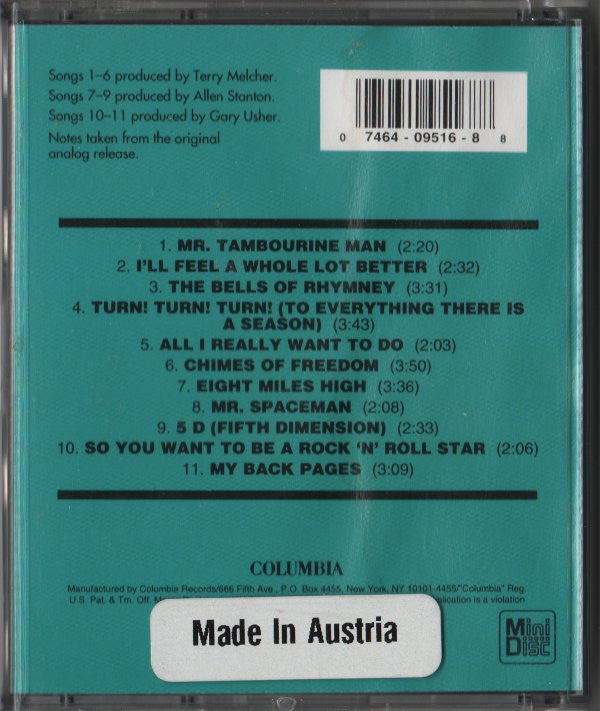 Songs 1–6 produced by Terry Melcher.
Songs 7–9 produced by Allen Stanton.
Songs 10–11 produced by Gary Usher.
Notes taken from the original
analog release.
0 7464 - 09516 - 8 8
1. MR. TAMBOURINE MAN (2:20)
2. I'LL FEEL A WHOLE LOT BETTER (2:32)
3. THE BELLS OF RHYMNEY (3:31)
4. TURN! TURN! TURN! (TO EVERYTHING THERE IS
A SEASON) (3:43)
5. ALL I REALLY WANT TO DO (2:03)
6. CHIMES OF FREEDOM (3:50)
7. EIGHT MILES HIGH (3:36)
8. MR. SPACEMAN (2:08)
9. 5 D (FIFTH DIMENSION) (2:33)
10. SO YOU WANT TO BE A ROCK 'N' ROLL STAR (2:06)
11. MY BACK PAGES (3:09)
COLUMBIA
Manufactured by Columbia Records/666 Fifth Ave., P.O. Box 4455, New York, NY 10101-4455/"Columbia" Reg.
U.S. Pat. & Tm. Off. is a violation
Made In Austria
Mini
Disc